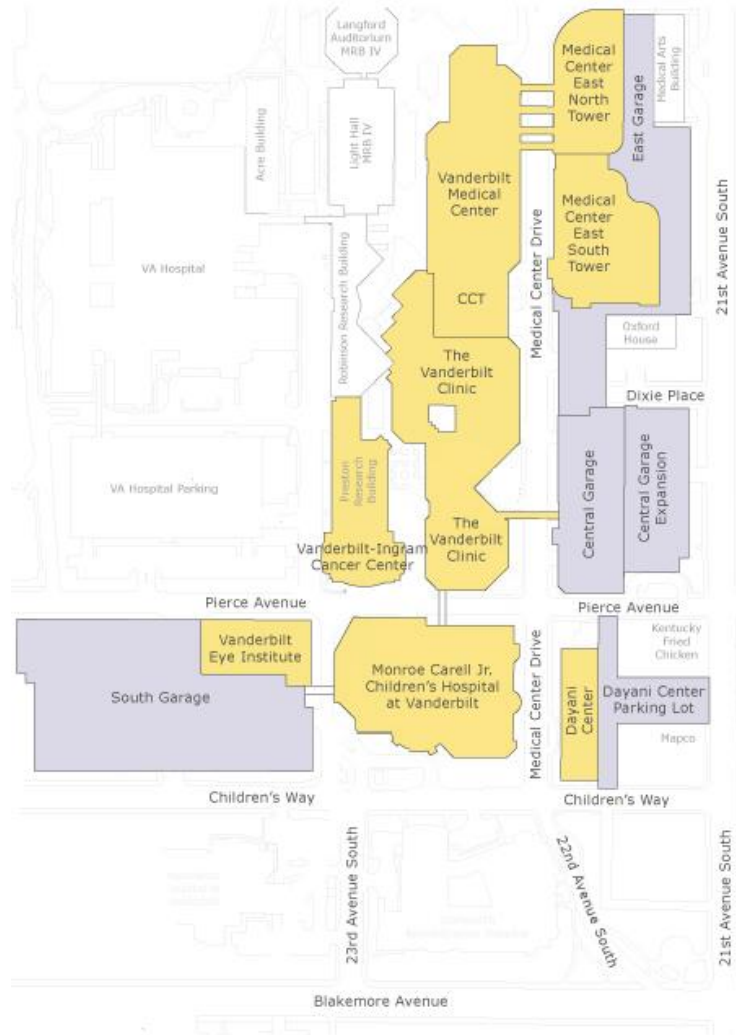 Langford
Auditorium
MRB IV
Medical
Center
East
North
Tower
Medical Arts
Building
East Garage
Acre Building
Light Hall
MRB IV
Vanderbilt
Medical
Center
Medical
Center
East
South
Tower
21st Avenue South
VA Hospital
Robinson Research Building
CCT
Medical Center Drive
Oxford
House
The
Vanderbilt
Clinic
Dixie Place
VA Hospital Parking
Preston
Research
Building
Central Garage
Central Garage
Expansion
The
Vanderbilt
Clinic
Vanderbilt-Ingram
Cancer Center
Pierce Avenue
Pierce Avenue
Vanderbilt
Eye Institute
Kentucky
Fried
Chicken
South Garage
Monroe Carell Jr.
Children's Hospital
at Vanderbilt
Medical Center Drive
Dayani
Center
Dayani Center
Parking Lot
Mapco
Children's Way
Children's Way
23rd Avenue South
22nd Avenue South
21st Avenue South
Blakemore Avenue